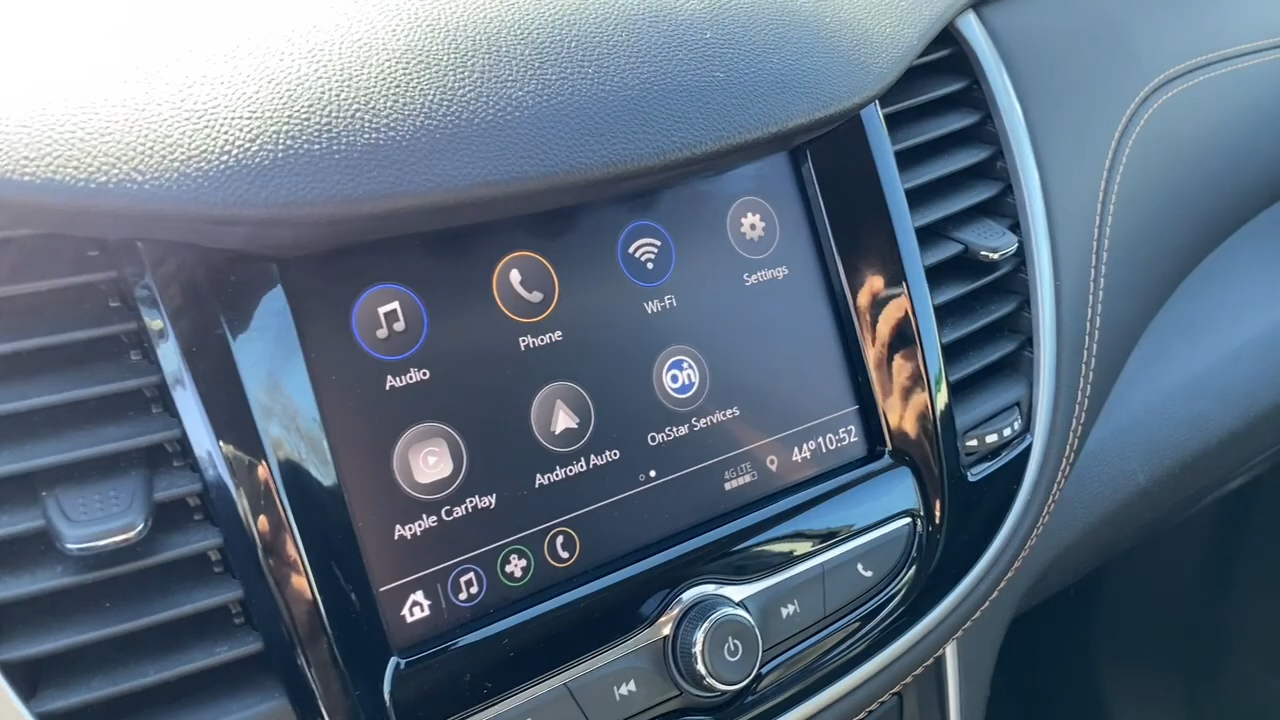 Audio
Phone
Wi-Fi
Settings
Apple CarPlay
Android Auto
On
OnStar Services
4G LTE
44° 10:52